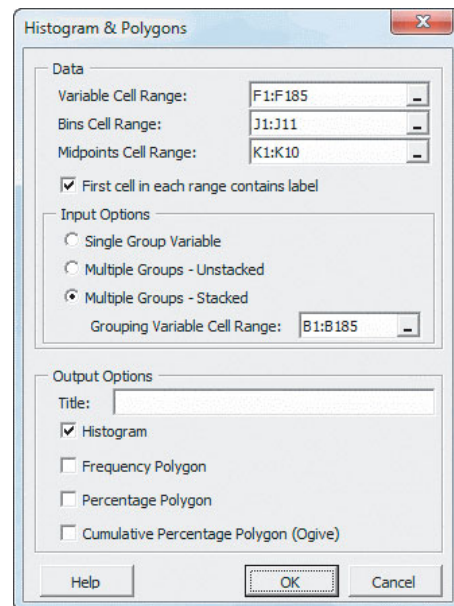 Histogram & Polygons
Data
Variable Cell Range: F1:F185
Bins Cell Range: J1:J11
Midpoints Cell Range: K1:K10
First cell in each range contains label
Input Options
Single Group Variable
Multiple Groups - Unstacked
Multiple Groups - Stacked
Grouping Variable Cell Range: B1:B185
Output Options
Title:
Histogram
Frequency Polygon
Percentage Polygon
Cumulative Percentage Polygon (Ogive)
Help OK Cancel